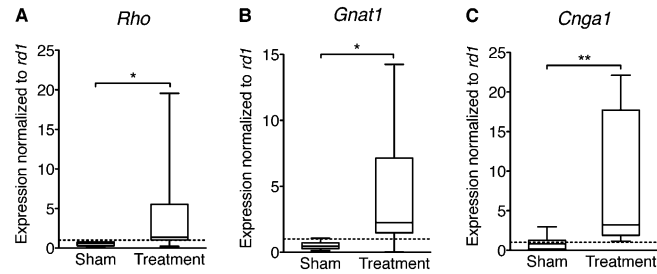 A Rho
Expression normalized to rd1
25
20
15
10
5
0
*
Sham Treatment
B Gnat1
Expression normalized to rd1
15
10
5
0
*
Sham Treatment
C Cnga1
Expression normalized to rd1
25
20
15
10
5
0
**
Sham Treatment